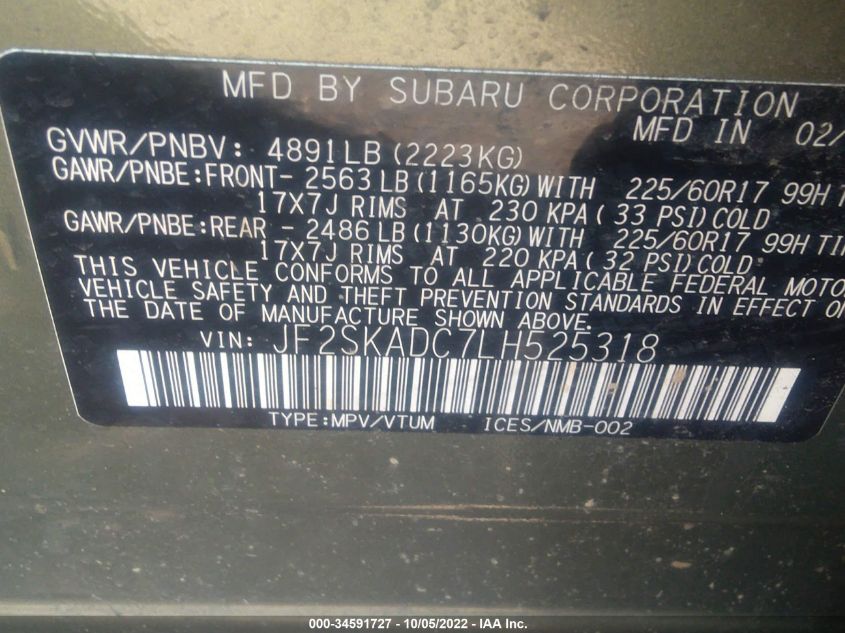 MFD BY SUBARU CORPORATION
MFD IN 02/
GVWR/PNBV: 4891LB (2223KG)
GAWR/PNBE:FRONT- 2563 LB (1165KG) WITH 225/60R17 99H T
17X7J RIMS AT 230 KPA ( 33 PSI) COLD
GAWR/PNBE:REAR - 2486 LB (1130KG) WITH 225/60R17 99H TI
17X7J RIMS AT 220 KPA ( 32 PSI) COLD
THIS VEHICLE CONFORMS TO ALL APPLICABLE FEDERAL MOTO
VEHICLE SAFETY AND THEFT PREVENTION STANDARDS IN EFFECT O
THE DATE OF MANUFACTURE SHOWN ABOVE.
VIN: JF2SKADC7LH525318
TYPE:MPV/VTUM ICES/NMB-002
000-34591727 - 10/05/2022 - IAA Inc.